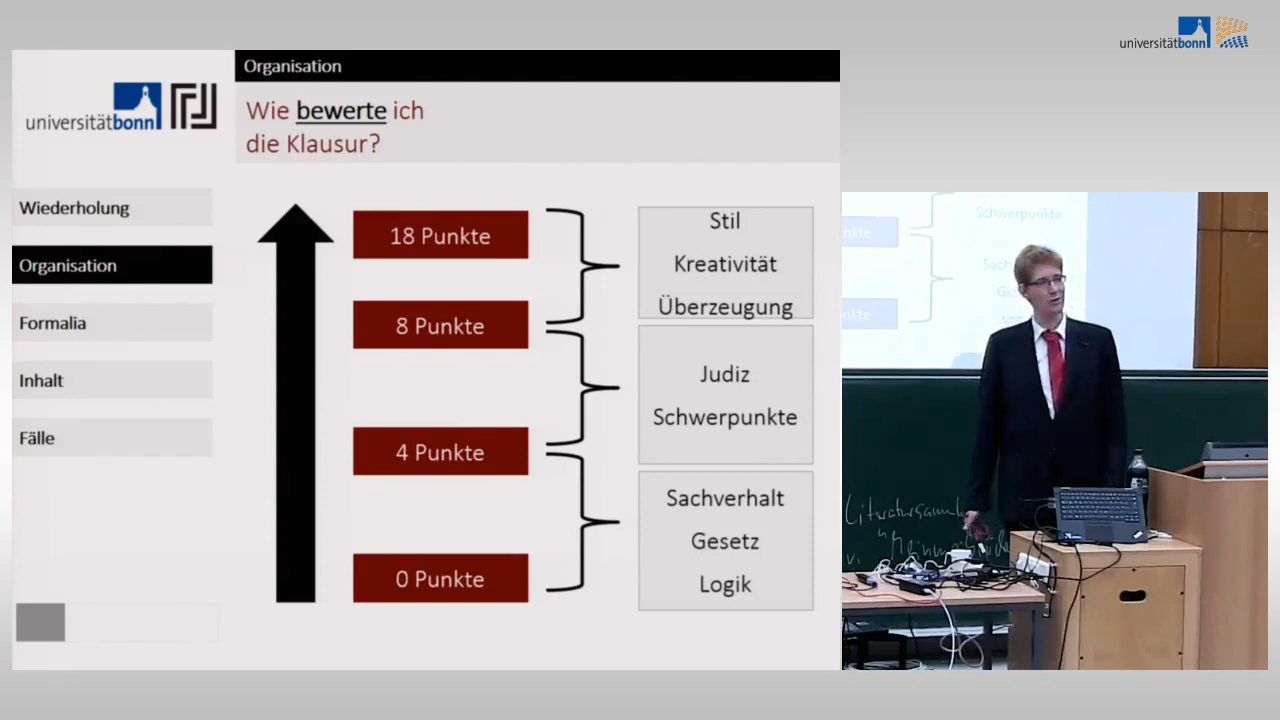 universitätbonn
Organisation
universitätbonn
Wie bewerte ich
die Klausur?
Wiederholung
Organisation
Formalia
Inhalt
Fälle
18 Punkte
8 Punkte
4 Punkte
0 Punkte
Stil
Kreativität
Überzeugung
Judiz
Schwerpunkte
Sachverhalt
Gesetz
Logik
Schwerpunkte